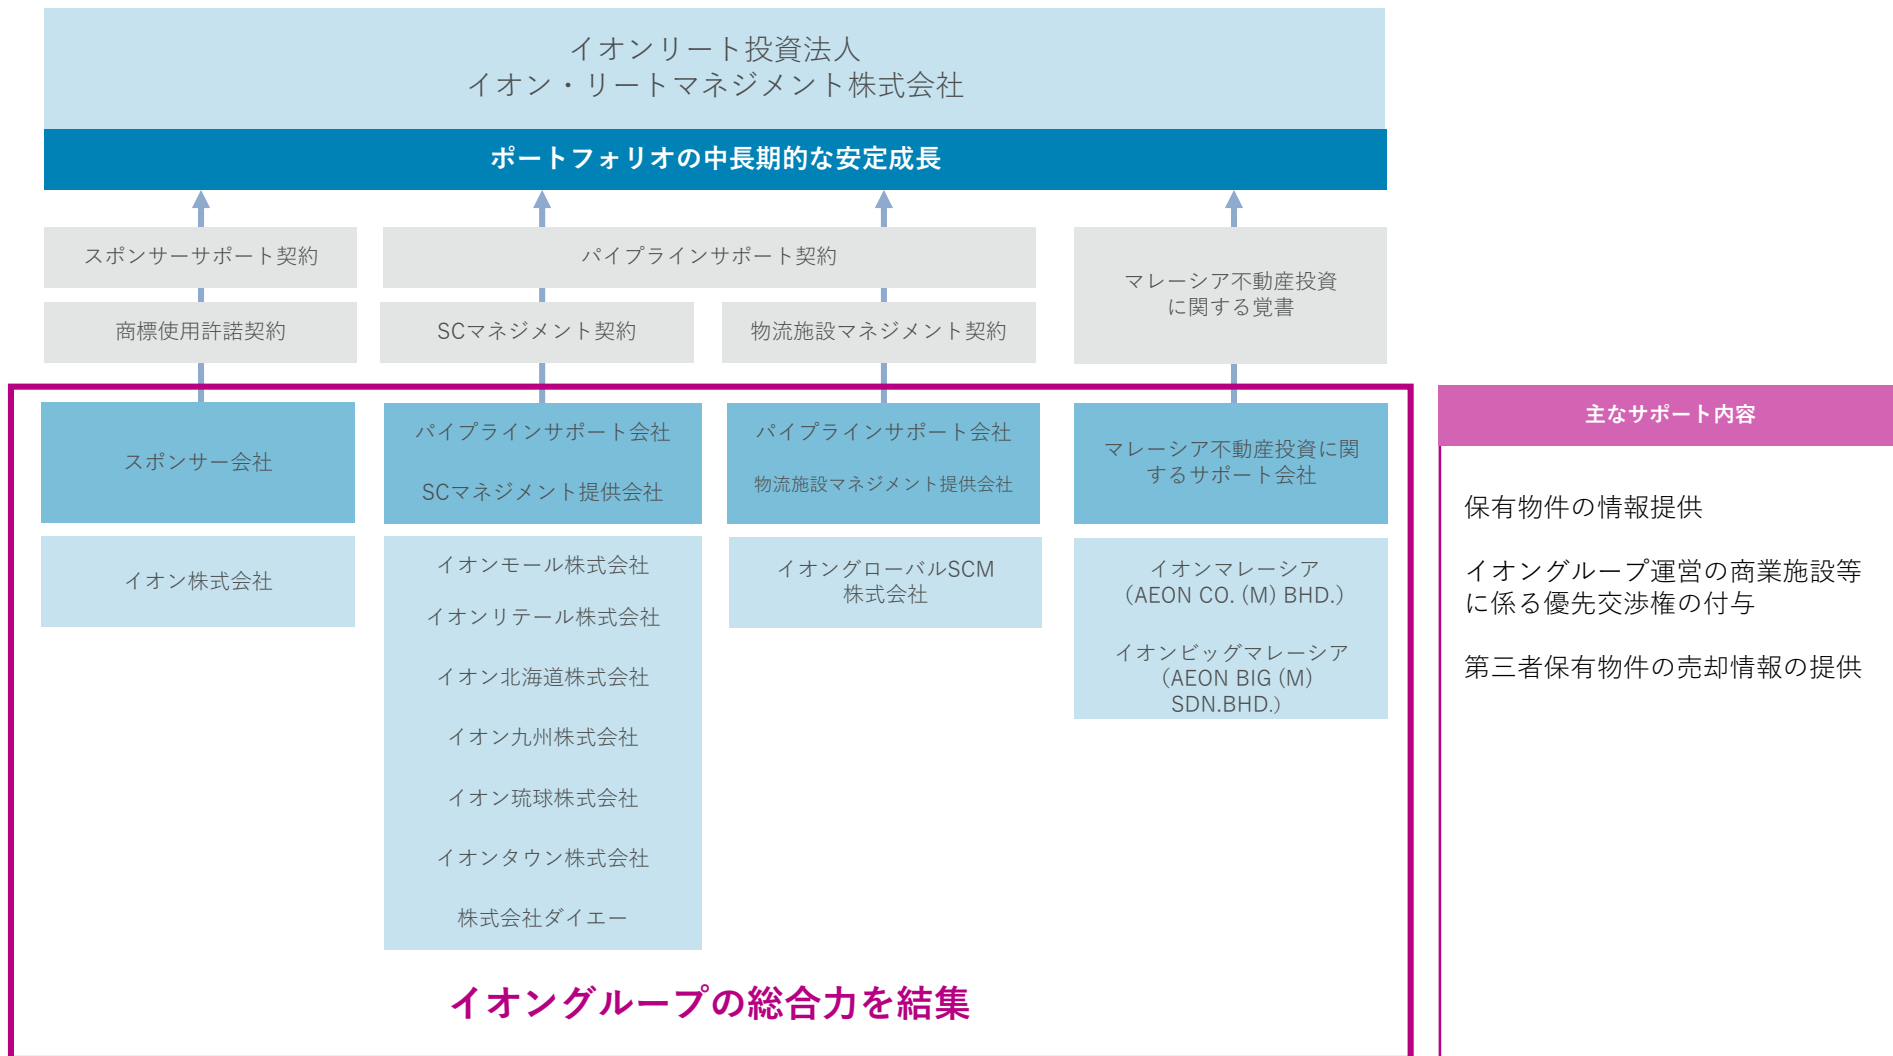 イオンリート投資法人
イオン・リートマネジメント株式会社
ポートフォリオの中長期的な安定成長
スポンサーサポート契約
パイプラインサポート契約
マレーシア不動産投資
に関する覚書
商標使用許諾契約
SCマネジメント契約
物流施設マネジメント契約
スポンサー会社
パイプラインサポート会社
SCマネジメント提供会社
パイプラインサポート会社
物流施設マネジメント提供会社
マレーシア不動産投資に関
するサポート会社
イオン株式会社
イオンモール株式会社
イオンリテール株式会社
イオン北海道株式会社
イオン九州株式会社
イオン琉球株式会社
イオンタウン株式会社
株式会社ダイエー
イオングローバルSCM
株式会社
イオンマレーシア
（AEON CO. (M) BHD.）
イオンビッグマレーシア
（AEON BIG (M)
SDN.BHD.）
イオングループの総合力を結集
主なサポート内容
保有物件の情報提供
イオングループ運営の商業施設等
に係る優先交渉権の付与
第三者保有物件の売却情報の提供